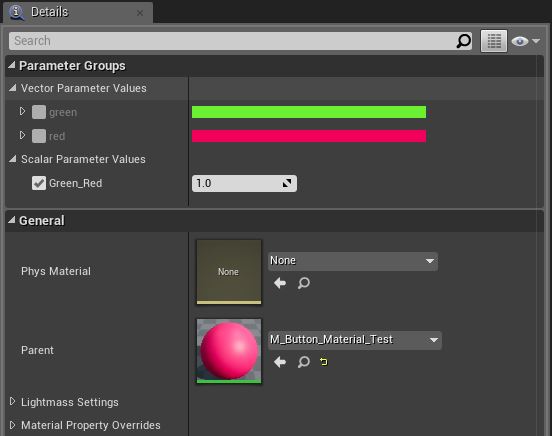 Details
Search
Parameter Groups
Vector Parameter Values
green
red
Scalar Parameter Values
Green_Red 1.0
General
Phys Material None None
Parent M_Button_Material_Test
Lightmass Settings
Material Property Overrides